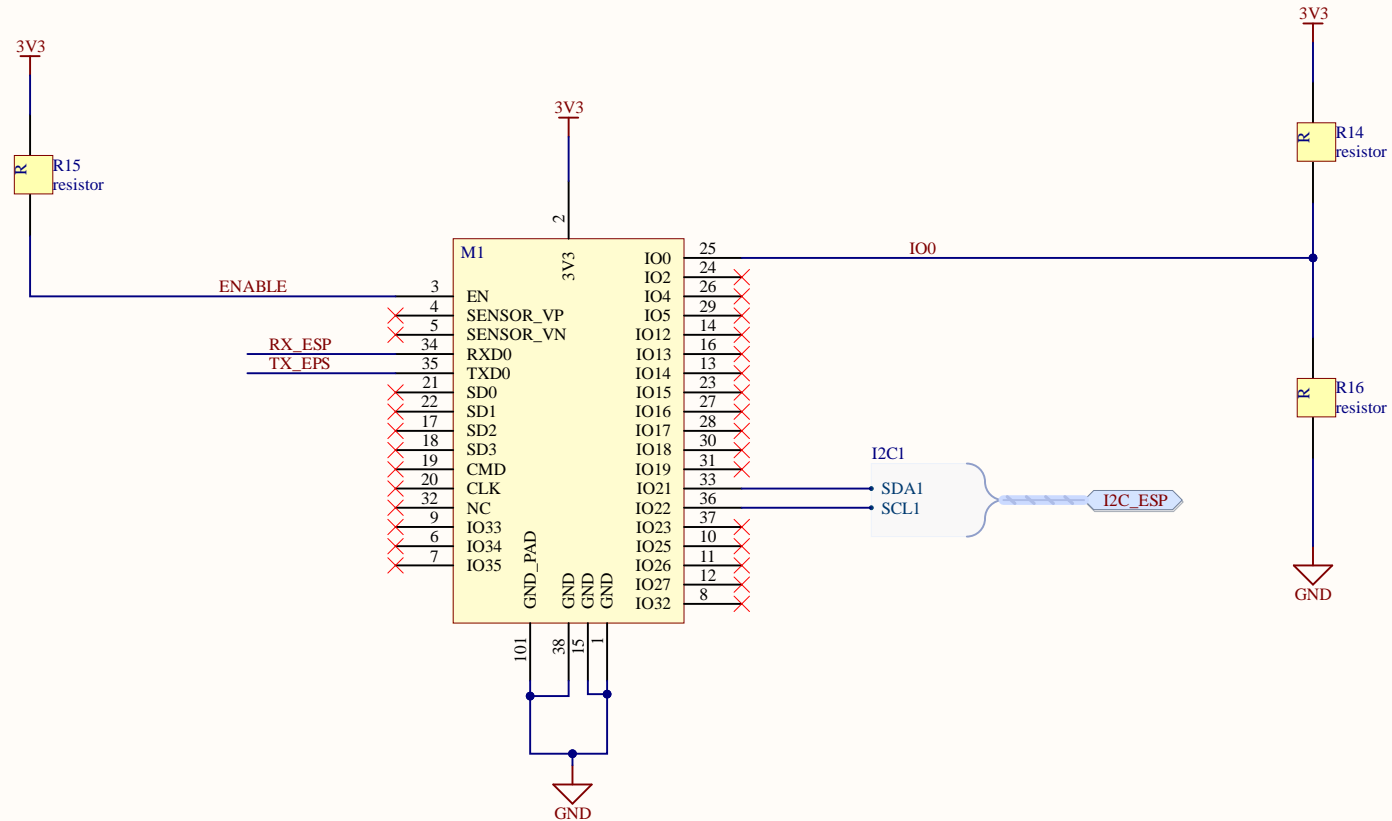 3V3
3V3
3V3
R
R15
resistor
R
R14
resistor
2
M1
3V3
ENABLE
3
EN
4
SENSOR_VP
5
SENSOR_VN
RX_ESP
34
RXD0
TX_EPS
35
TXD0
21
SD0
22
SD1
17
SD2
18
SD3
19
CMD
20
CLK
32
NC
9
IO33
6
IO34
7
IO35
IO0
25
IO0
IO2
24
IO4
26
IO5
29
IO12
14
IO13
16
IO14
13
IO15
23
IO16
27
IO17
28
IO18
30
IO19
31
IO21
33
IO22
36
IO23
37
IO25
10
IO26
11
IO27
12
IO32
8
GND_PAD
GND
GND
GND
101
38
15
1
GND
I2C1
SDA1
SCL1
I2C_ESP
R
R16
resistor
GND